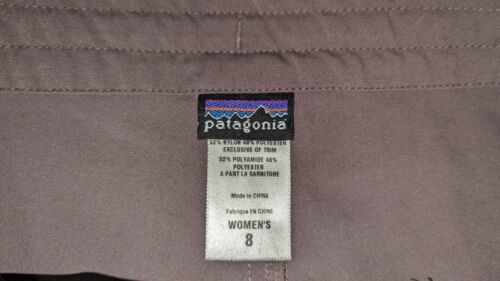 patagonia
52% NYLON 48% POLYESTER
EXCLUSIVE OF TRIM
52% POLYAMIDE 48%
POLYESTER
A PART LA GARNITURE
Made in CHINA
Fabrique EN CHINE
WOMEN'S
8